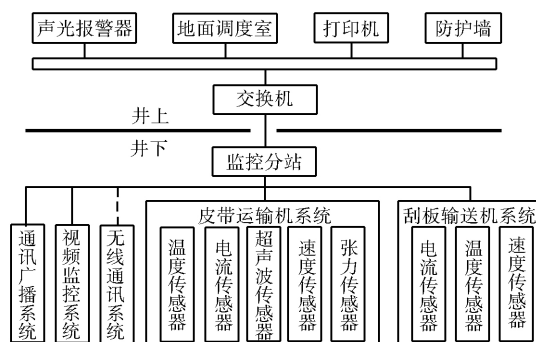 声光报警器
地面调度室
打印机
防护墙
交换机
井上
井下
监控分站
皮带运输机系统
刮板输送机系统
通讯广播系统
视频监控系统
无线通讯系统
温度传感器
电流传感器
超声波传感器
速度传感器
张力传感器
电流传感器
温度传感器
速度传感器